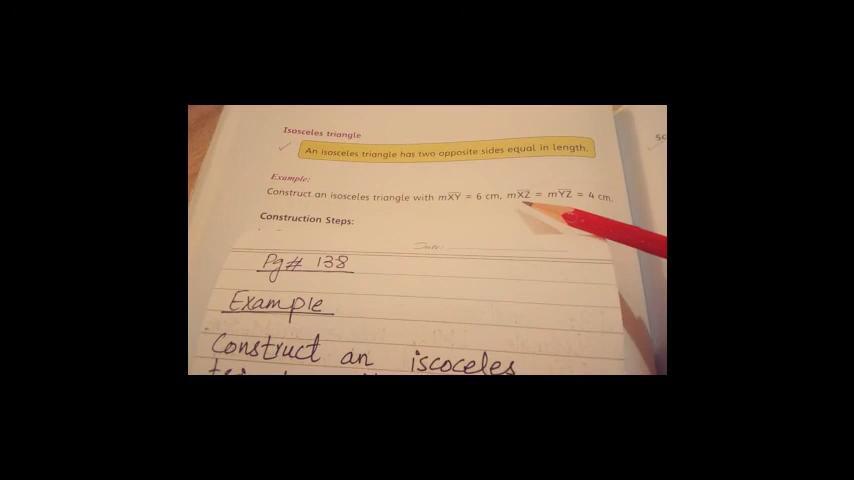 Isosceles triangle
An isosceles triangle has two opposite sides equal in length.
Example:
Construct an isosceles triangle with mXY = 6 cm, mXZ = mYZ = 4 cm.
Construction Steps:
Date:
Pg# 138
Example
Construct an iscoceles